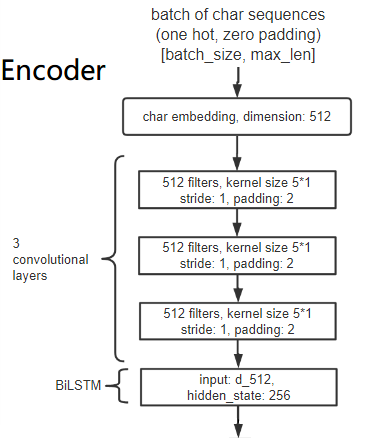 batch of char sequences
(one hot, zero padding)
[batch_size, max_len]
Encoder
char embedding, dimension: 512
512 filters, kernel size 5*1
stride: 1, padding: 2
3
convolutional
layers
512 filters, kernel size 5*1
stride: 1, padding: 2
512 filters, kernel size 5*1
stride: 1, padding: 2
BiLSTM
input: d_512,
hidden_state: 256